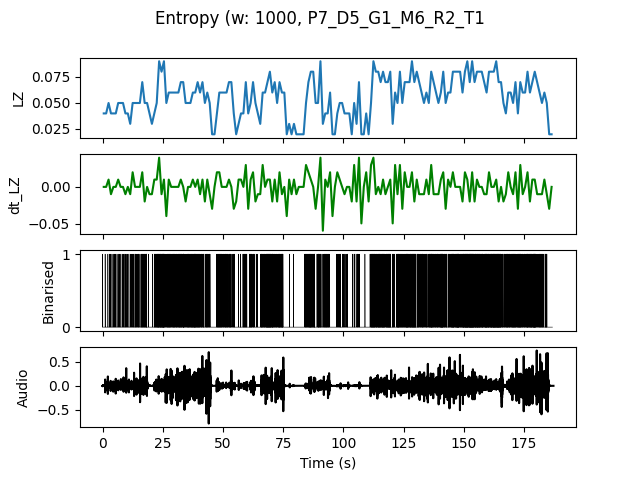 Entropy (w: 1000, P7_D5_G1_M6_R2_T1
LZ
0.075
0.050
0.025
dt_LZ
0.00
−0.05
Binarised
1
0
Audio
0.5
0.0
−0.5
0 25 50 75 100 125 150 175
Time (s)